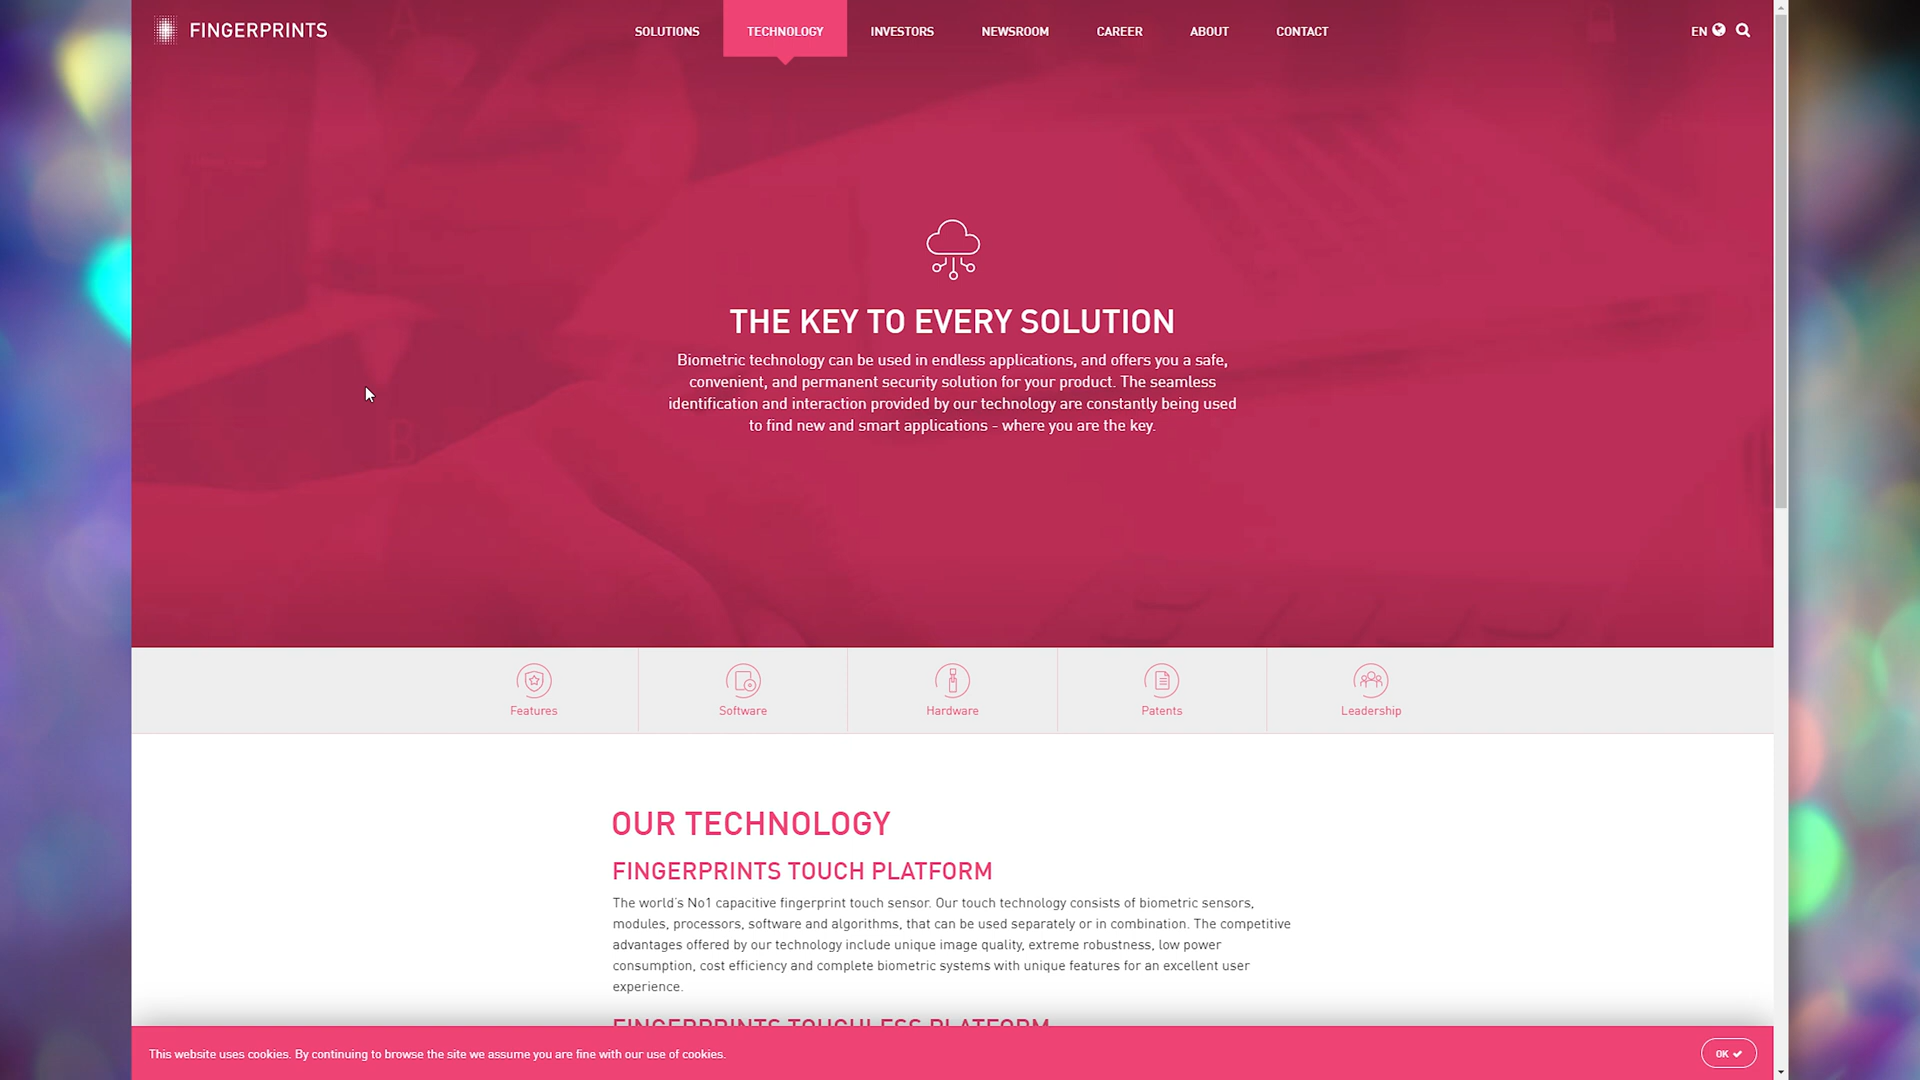 FINGERPRINTS
SOLUTIONS
TECHNOLOGY
INVESTORS
NEWSROOM
CAREER
ABOUT
CONTACT
EN
THE KEY TO EVERY SOLUTION
Biometric technology can be used in endless applications, and offers you a safe,
convenient, and permanent security solution for your product. The seamless
identification and interaction provided by our technology are constantly being used
to find new and smart applications - where you are the key.
Features
Software
Hardware
Patents
Leadership
OUR TECHNOLOGY
FINGERPRINTS TOUCH PLATFORM
The world's No1 capacitive fingerprint touch sensor. Our touch technology consists of biometric sensors,
modules, processors, software and algorithms, that can be used separately or in combination. The competitive
advantages offered by our technology include unique image quality, extreme robustness, low power
consumption, cost efficiency and complete biometric systems with unique features for an excellent user
experience.
FINGERPRINTS TOUCHLESS PLATFORM
This website uses cookies. By continuing to browse the site we assume you are fine with our use of cookies.
OK